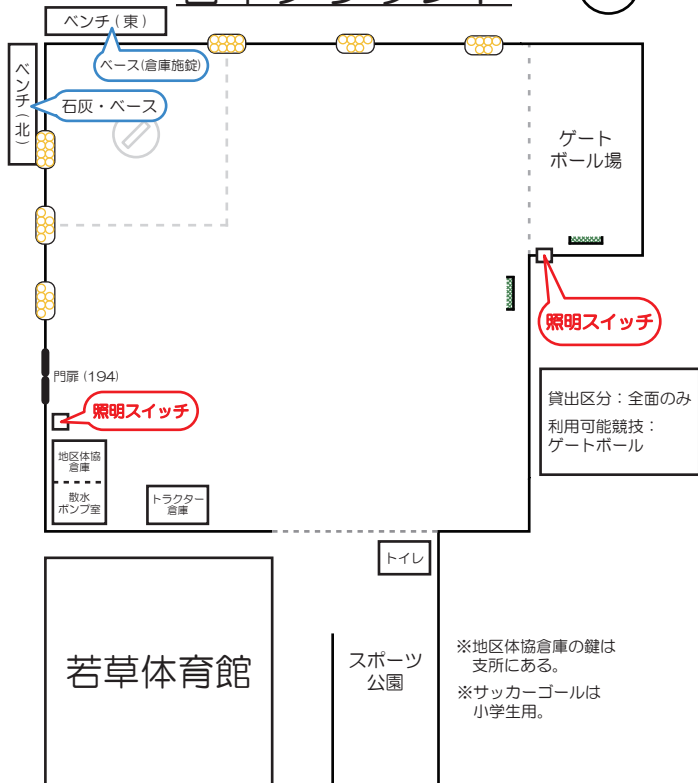 ベンチ(東)
ベース(倉庫施錠)
ベンチ(北)
石灰・ベース
ゲート
ボール場
照明スイッチ
門扉(194)
照明スイッチ
貸出区分：全面のみ
利用可能競技：
ゲートボール
地区体協
倉庫
散水
ポンプ室
トラクター
倉庫
トイレ
若草体育館
スポーツ
公園
※地区体協倉庫の鍵は
支所にある。
※サッカーゴールは
小学生用。